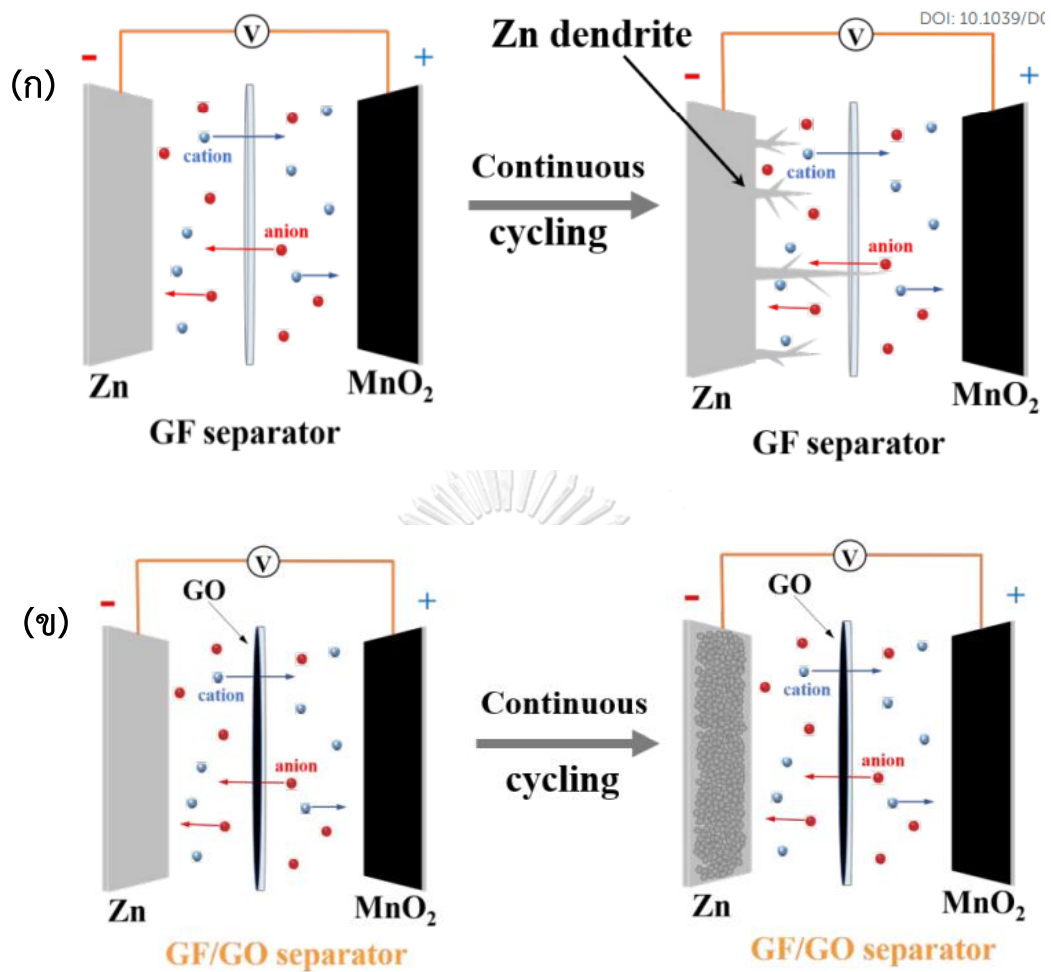 DOI: 10.1039/D0
(ก)
V
-
+
cation
anion
Zn
MnO₂
GF separator
Continuous
cycling
Zn dendrite
V
-
+
cation
anion
Zn
MnO₂
GF separator
(ข)
V
GO
-
+
cation
anion
Zn
MnO₂
GF/GO separator
Continuous
cycling
V
GO
-
+
cation
anion
Zn
MnO₂
GF/GO separator